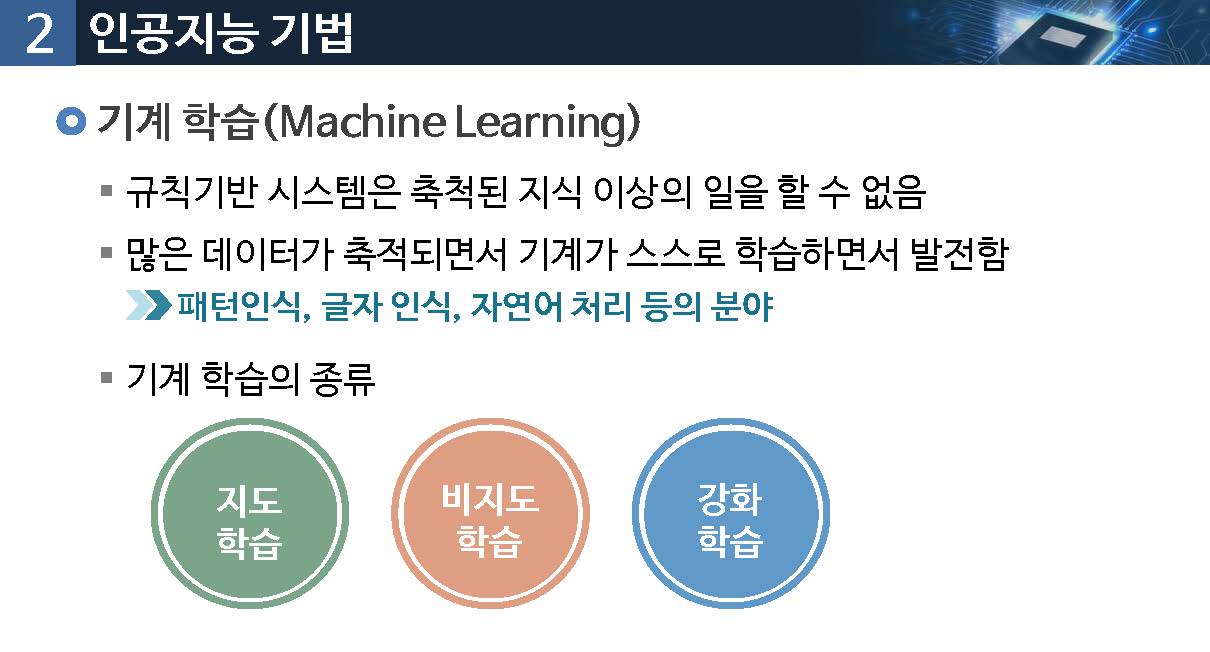 2 인공지능 기법
기계 학습(Machine Learning)
▪ 규칙기반 시스템은 축척된 지식 이상의 일을 할 수 없음
▪ 많은 데이터가 축적되면서 기계가 스스로 학습하면서 발전함
패턴인식, 글자 인식, 자연어 처리 등의 분야
▪ 기계 학습의 종류
지도
학습
비지도
학습
강화
학습